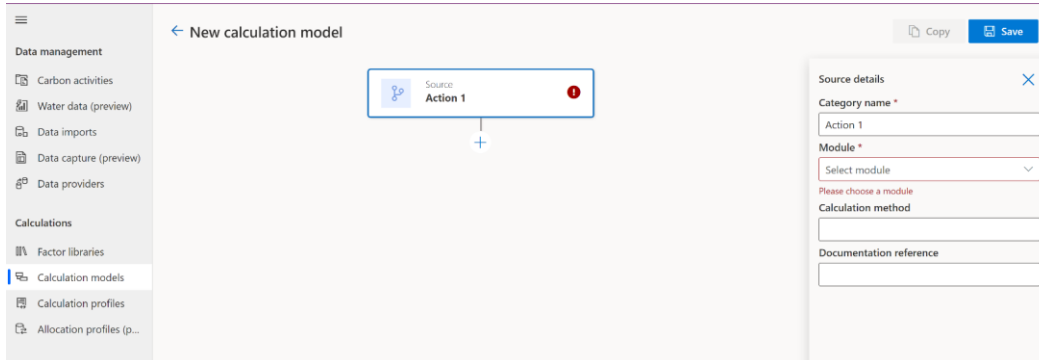 Data management
Carbon activities
Water data (preview)
Data imports
Data capture (preview)
Data providers
Calculations
Factor libraries
Calculation models
Calculation profiles
Allocation profiles (p...
← New calculation model
Copy
Save
Source
Action 1
Source details
Category name *
Action 1
Module *
Select module
Please choose a module
Calculation method
Documentation reference